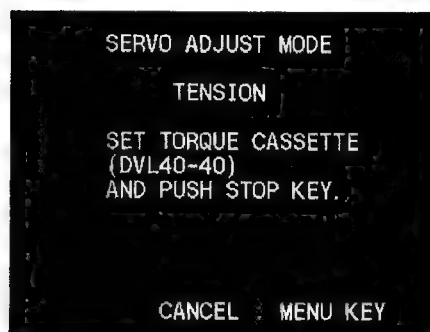 SERVO ADJUST MODE
TENSION
SET TORQUE CASSETTE
(DVL40-40)
AND PUSH STOP KEY.
CANCEL : MENU KEY